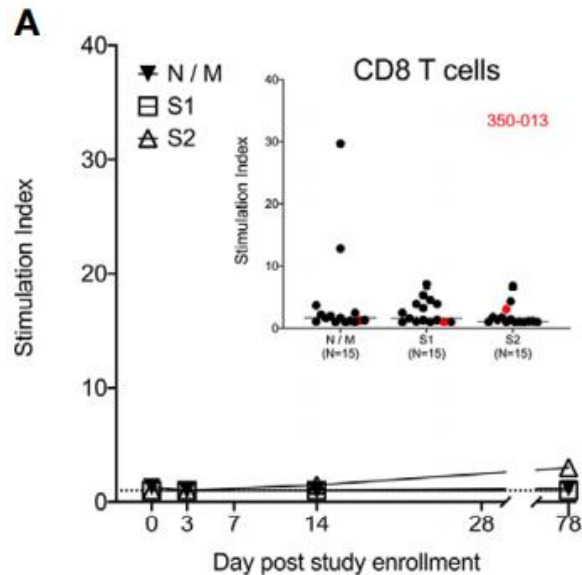 A
40
30
20
10
0
Stimulation Index
N / M
S1
S2
CD8 T cells
350-013
40
30
20
10
0
Stimulation Index
N / M
(N=15)
S1
(N=15)
S2
(N=15)
0 3 7 14 28 78
Day post study enrollment